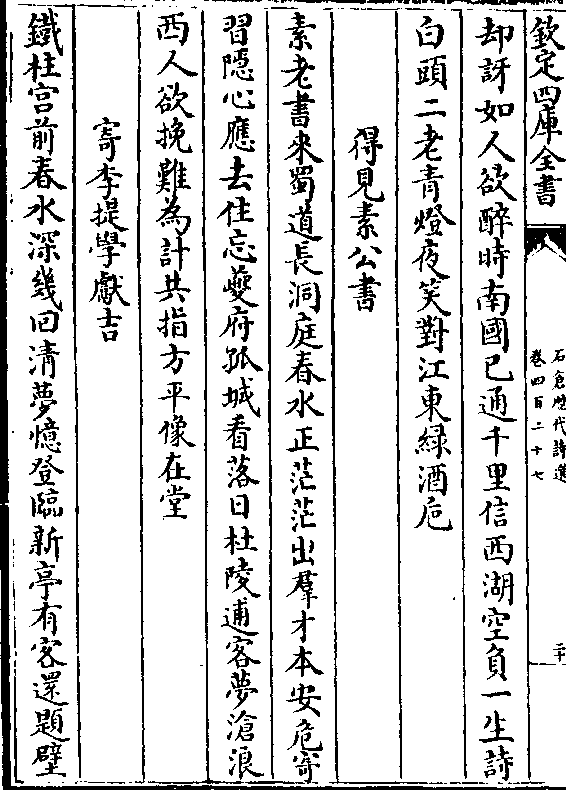 欽定四庫全書
石倉歷代詩選
卷四百二十七
二十
却訝如人欲醉時南國已通千里信西湖空負一生詩
白頭二老青燈夜笑對江東綠酒卮
得見素公書
素老書來蜀道長洞庭春水正茫茫出羣才本安危寄
習隱心應去住忘夔府孤城看落日杜陵逋客夢滄浪
西人欲挽難為計共指方平像在堂
寄李提學獻吉
鐵柱宮前春水深幾回清夢憶登臨新亭有客還題壁